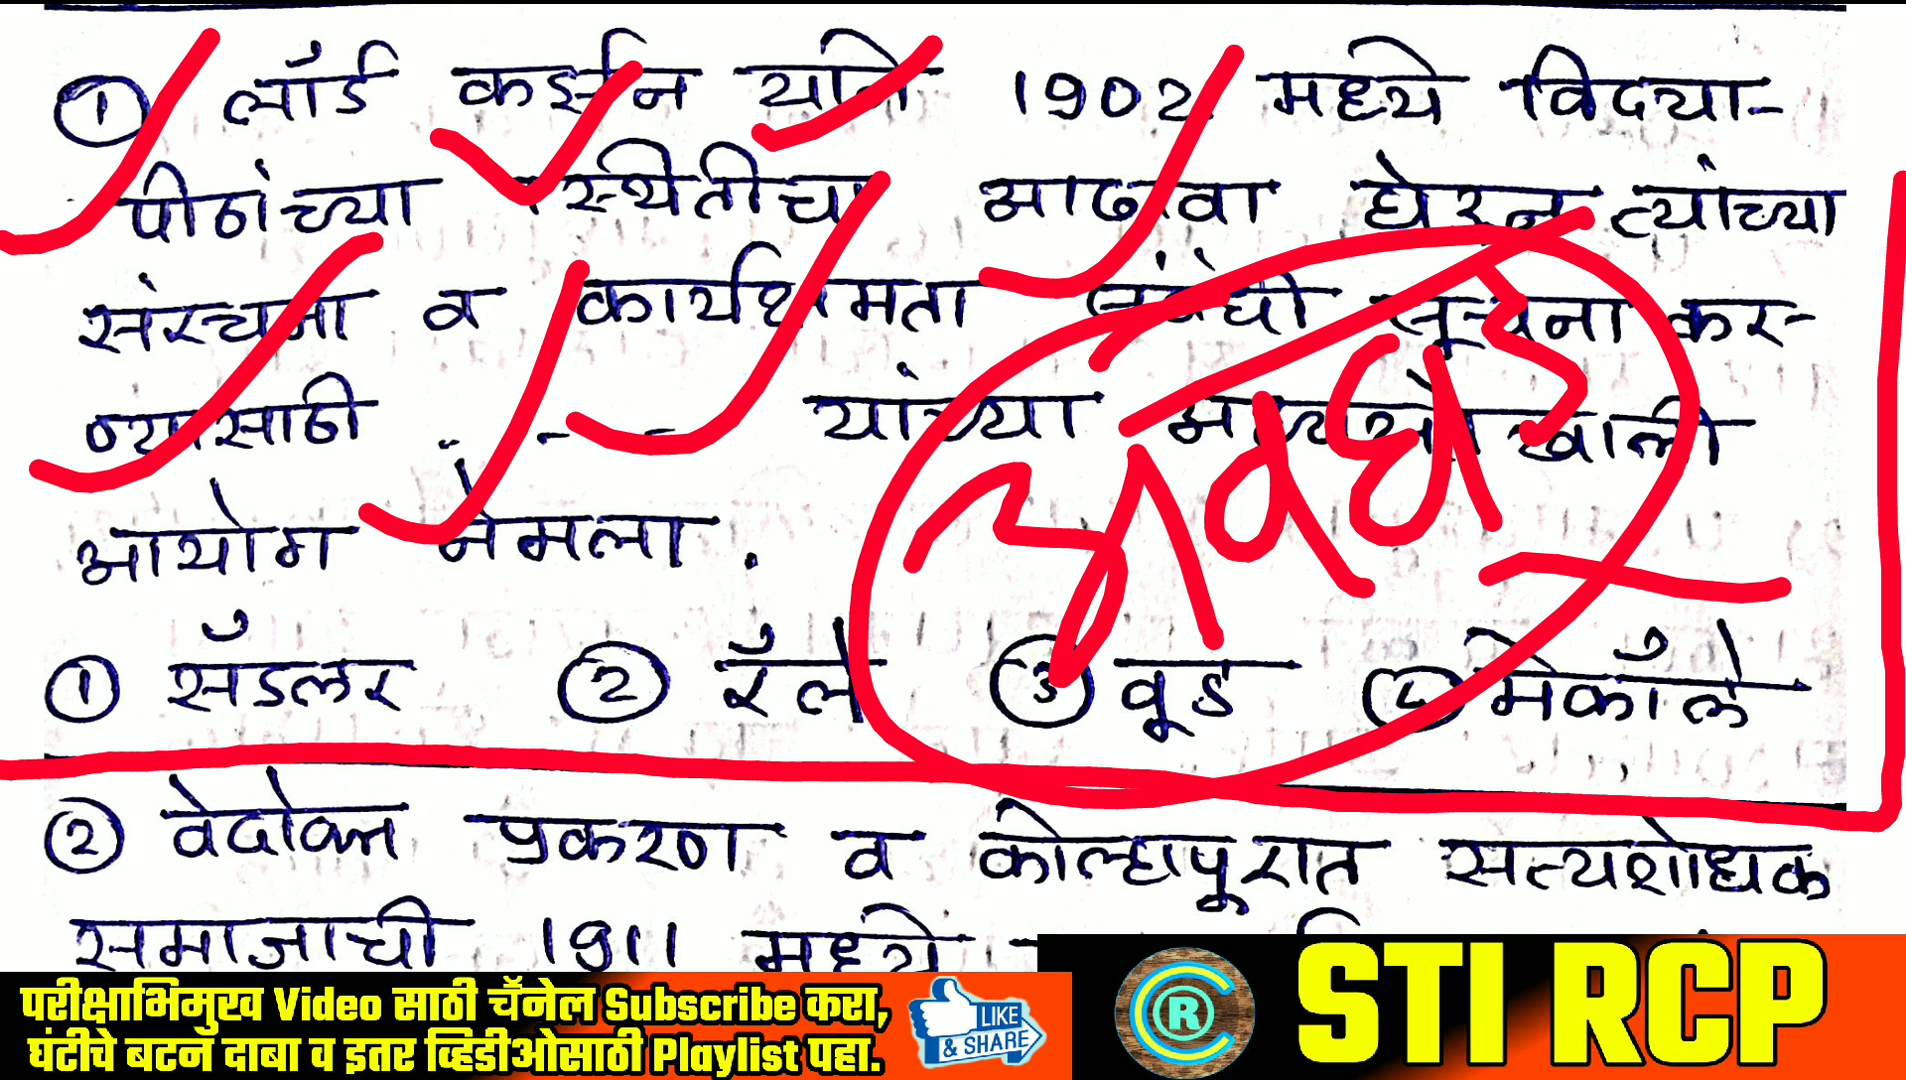 ① लॉर्ड कर्झन याने 1902 मध्ये विद्या-
पीठांच्या स्थितीचा आढावा घेऊन त्यांच्या
संरचना व कार्यक्षमता संबंधी सूचना कर-
ण्यासाठी ---- यांच्या अध्यक्षतेखाली
आयोग नेमला.
अवघड
① सॅडलर ② रॅले ③ वूड ④ मेकॉले
② वेदोक्त प्रकरण व कोल्हापूरात सत्यशोधक
समाजाची 1911 मध्ये
परीक्षाभिमुख Video साठी चॅनेल Subscribe करा,
घंटीचे बटन दाबा व इतर व्हिडीओसाठी Playlist पहा.
LIKE
& SHARE
R
STI RCP